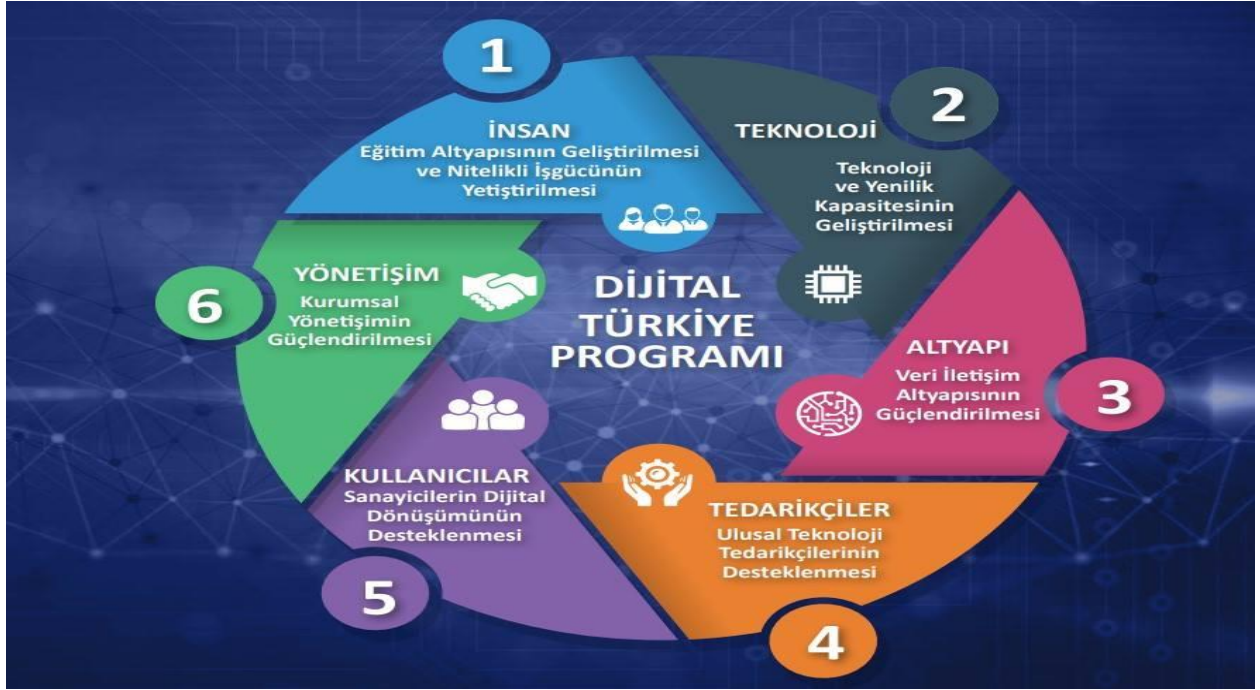 DİJİTAL
TÜRKİYE
PROGRAMI
1
İNSAN
Eğitim Altyapısının Geliştirilmesi
ve Nitelikli İşgücünün
Yetiştirilmesi
2
TEKNOLOJİ
Teknoloji
ve Yenilik
Kapasitesinin
Geliştirilmesi
3
ALTYAPI
Veri İletişim
Altyapısının
Güçlendirilmesi
4
TEDARİKÇİLER
Ulusal Teknoloji
Tedarikçilerinin
Desteklenmesi
5
KULLANICILAR
Sanayicilerin Dijital
Dönüşümünün
Desteklenmesi
6
YÖNETİŞİM
Kurumsal
Yönetişimin
Güçlendirilmesi